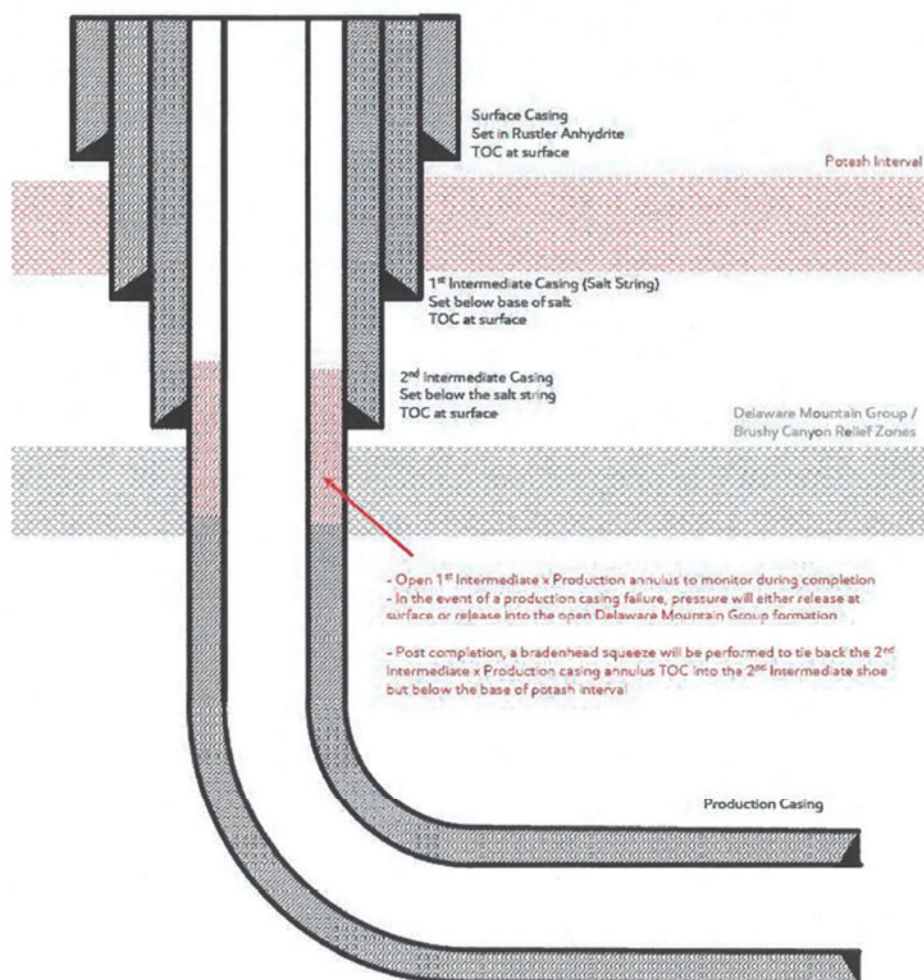 Surface Casing
Set in Rustler Anhydrite
TOC at surface
Potash Interval
1st Intermediate Casing (Salt String)
Set below base of salt
TOC at surface
2nd Intermediate Casing
Set below the salt string
TOC at surface
Delaware Mountain Group /
Brushy Canyon Relief Zones
- Open 1st Intermediate x Production annulus to monitor during completion
- In the event of a production casing failure, pressure will either release at
surface or release into the open Delaware Mountain Group formation
- Post completion, a bradenhead squeeze will be performed to tie back the 2nd
Intermediate x Production casing annulus TOC into the 2nd Intermediate shoe
but below the base of potash interval
Production Casing